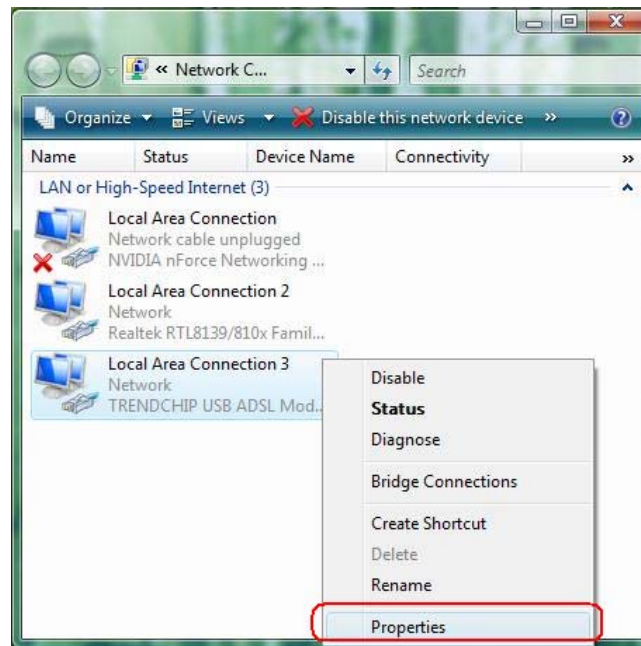 « Network C...
Search
Organize Views Disable this network device »
Name Status Device Name Connectivity »
LAN or High-Speed Internet (3)
Local Area Connection
Network cable unplugged
NVIDIA nForce Networking ...
Local Area Connection 2
Network
Realtek RTL8139/810x Famil...
Local Area Connection 3
Network
TRENDCHIP USB ADSL Mod...
Disable
Status
Diagnose
Bridge Connections
Create Shortcut
Delete
Rename
Properties